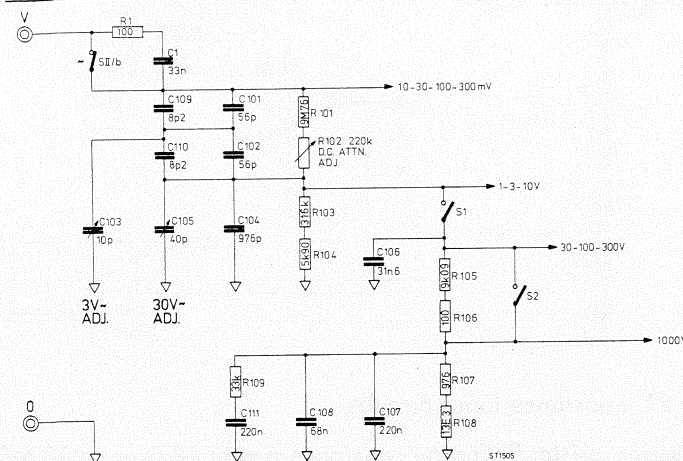 V
R1
100
~ SII/b
C1
33n
10-30-100-300mV
C109
8p2
C101
56p
9M76
R101
C110
8p2
C102
56p
R102 220k
D.C. ATTN.
ADJ.
1-3-10V
C103
10p
C105
40p
C104
976p
316k
R103
5k90
R104
S1
C106
31n6
30-100-300V
9k09
R105
S2
100
R106
3V~
ADJ.
30V~
ADJ.
1000V
33k
R109
976
R107
C111
220n
C108
68n
C107
220n
13E3
R108
0
ST1505